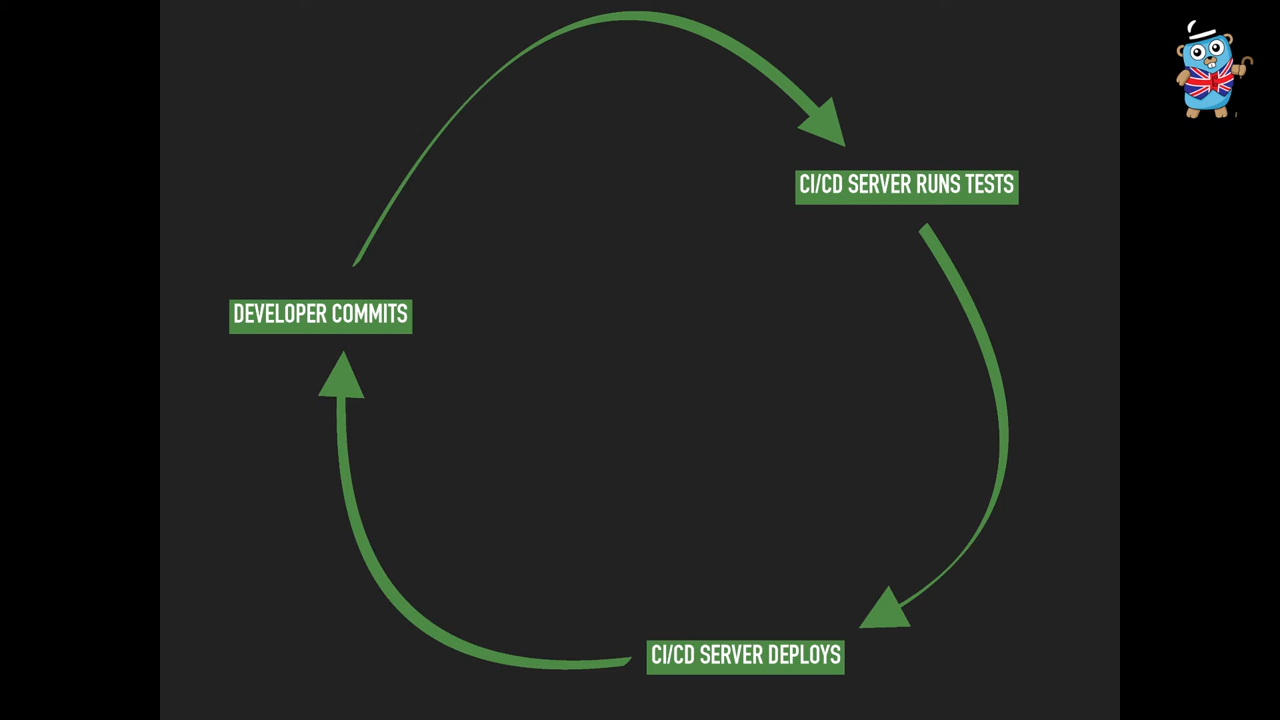 CI/CD SERVER RUNS TESTS
DEVELOPER COMMITS
CI/CD SERVER DEPLOYS